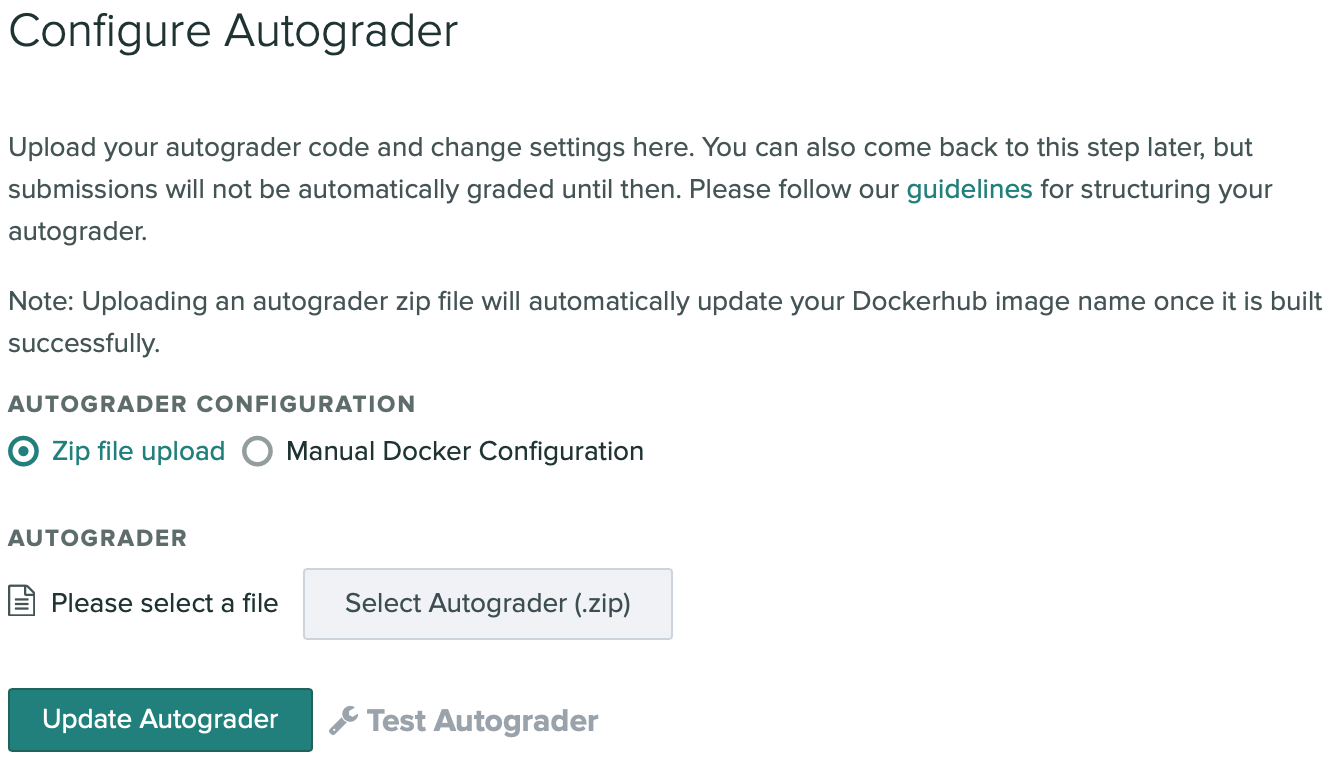 Configure Autograder
Upload your autograder code and change settings here. You can also come back to this step later, but
submissions will not be automatically graded until then. Please follow our guidelines for structuring your
autograder.
Note: Uploading an autograder zip file will automatically update your Dockerhub image name once it is built
successfully.
AUTOGRADER CONFIGURATION
Zip file upload Manual Docker Configuration
AUTOGRADER
Please select a file Select Autograder (.zip)
Update Autograder Test Autograder